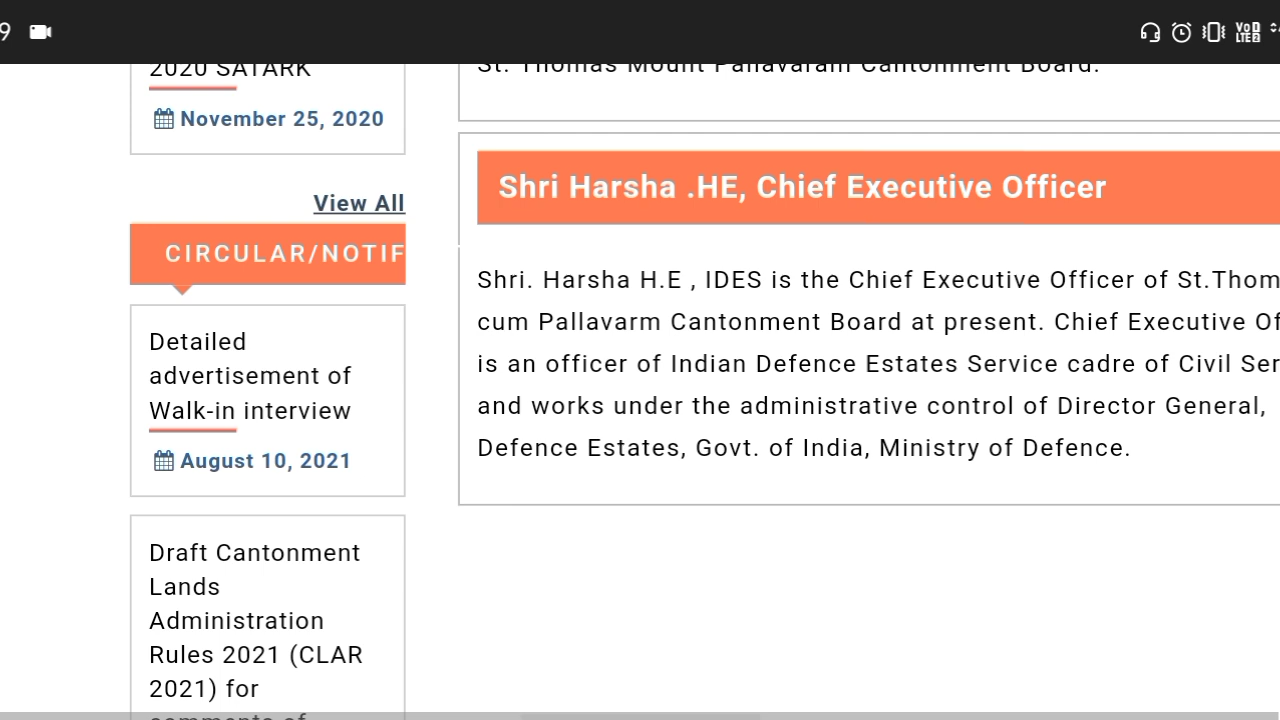 9
2020 SATARK
November 25, 2020
View All
CIRCULAR/NOTIF
Detailed
advertisement of
Walk-in interview
August 10, 2021
Draft Cantonment
Lands
Administration
Rules 2021 (CLAR
2021) for
comments of
St. Thomas Mount Pallavaram Cantonment Board.
Shri Harsha .HE, Chief Executive Officer
Shri. Harsha H.E , IDES is the Chief Executive Officer of St.Thom
cum Pallavarm Cantonment Board at present. Chief Executive Of
is an officer of Indian Defence Estates Service cadre of Civil Ser
and works under the administrative control of Director General,
Defence Estates, Govt. of India, Ministry of Defence.